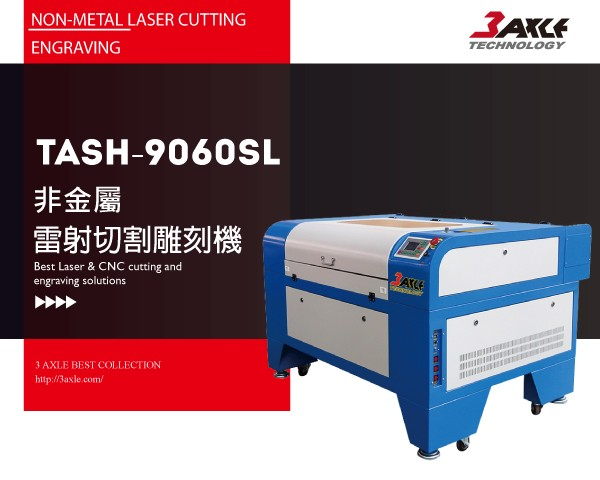 NON-METAL LASER CUTTING
ENGRAVING
3AXLE
TECHNOLOGY
TASH-9060SL
非金屬
雷射切割雕刻機
Best Laser & CNC cutting and
engraving solutions
3AXLE
3 AXLE BEST COLLECTION
http://3axle.com/